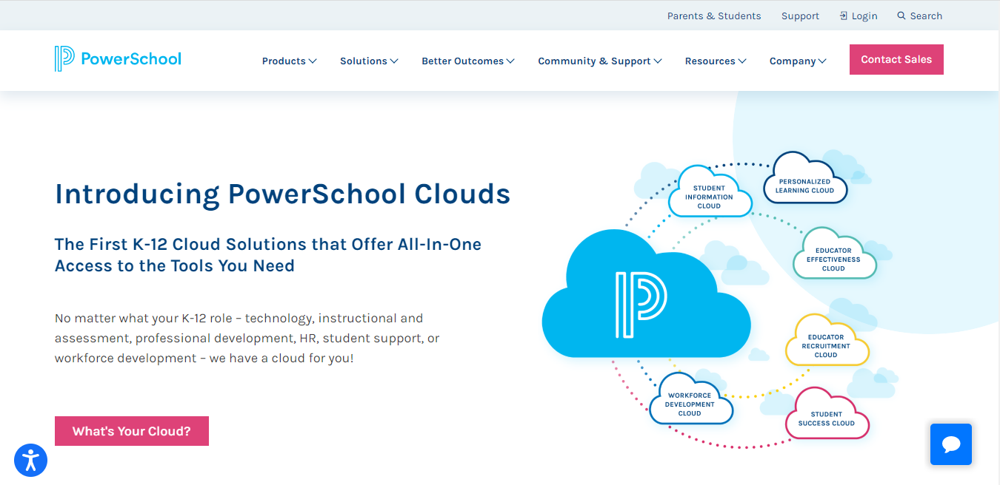 Parents & Students Support Login Search
PowerSchool
Products Solutions Better Outcomes Community & Support Resources Company Contact Sales
Introducing PowerSchool Clouds
The First K-12 Cloud Solutions that Offer All-In-One
Access to the Tools You Need
No matter what your K-12 role – technology, instructional and
assessment, professional development, HR, student support, or
workforce development – we have a cloud for you!
What's Your Cloud?
STUDENT
INFORMATION
CLOUD
PERSONALIZED
LEARNING CLOUD
EDUCATOR
EFFECTIVENESS
CLOUD
EDUCATOR
RECRUITMENT
CLOUD
WORKFORCE
DEVELOPMENT
CLOUD
STUDENT
SUCCESS CLOUD